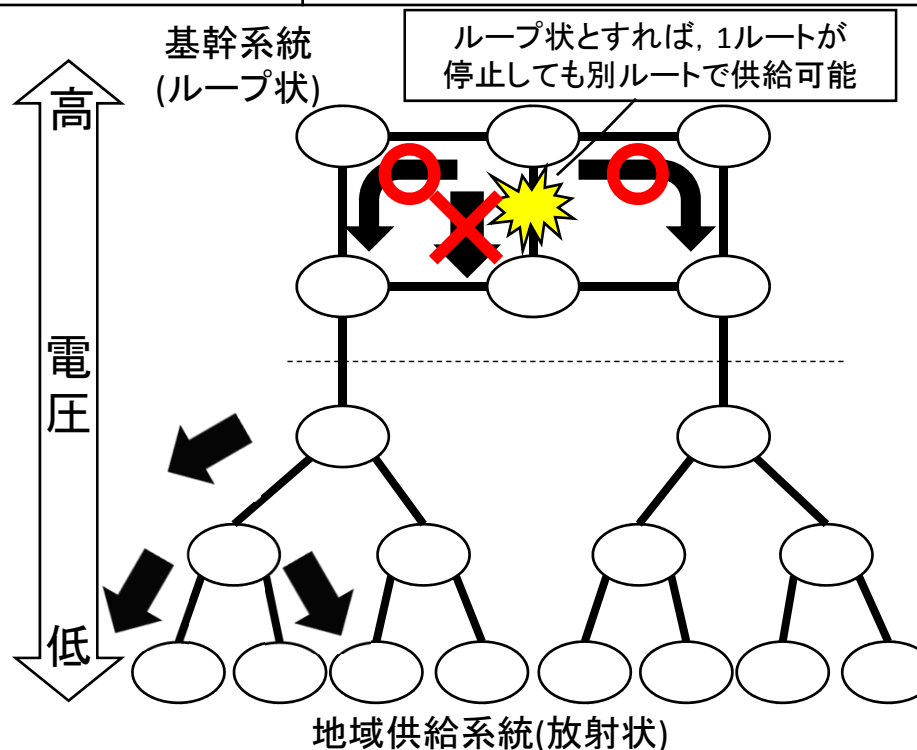 基幹系統
(ループ状)
ループ状とすれば，1ルートが
停止しても別ルートで供給可能
高
電
圧
低
地域供給系統(放射状)